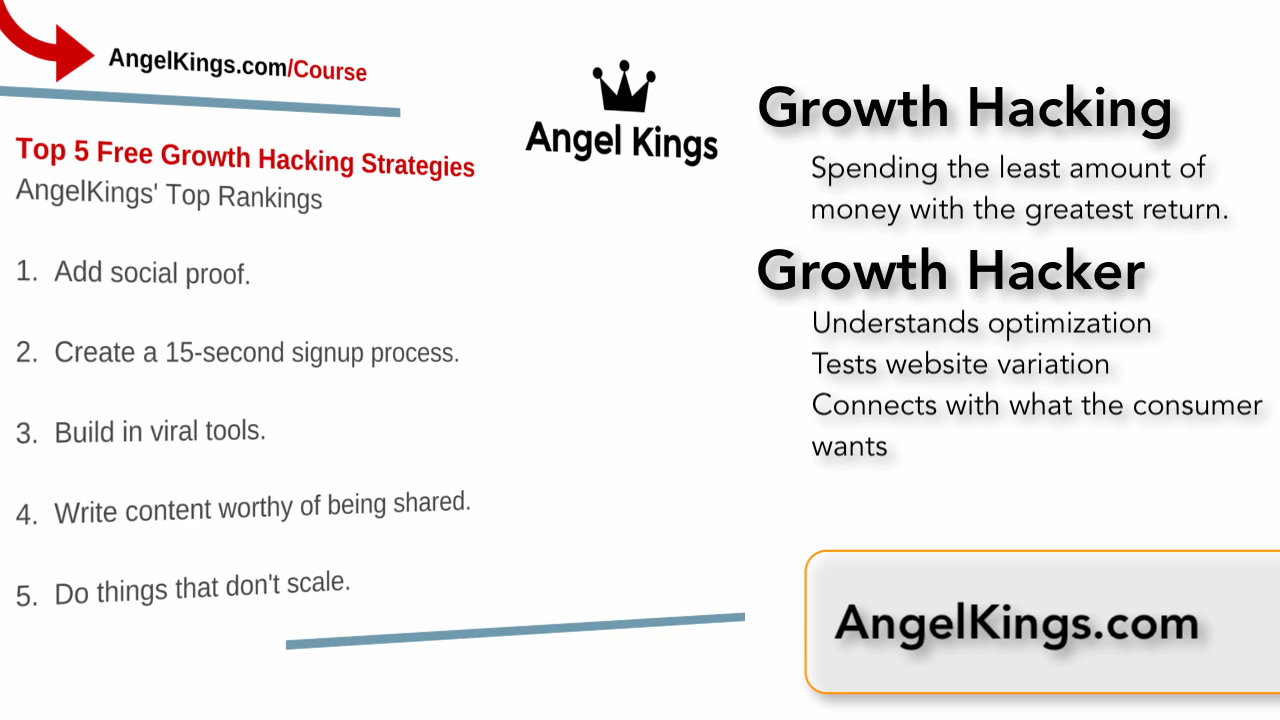 AngelKings.com/Course
Angel Kings
Top 5 Free Growth Hacking Strategies
AngelKings' Top Rankings
1. Add social proof.
2. Create a 15-second signup process.
3. Build in viral tools.
4. Write content worthy of being shared.
5. Do things that don't scale.
Growth Hacking
Spending the least amount of
money with the greatest return.
Growth Hacker
Understands optimization
Tests website variation
Connects with what the consumer
wants
AngelKings.com